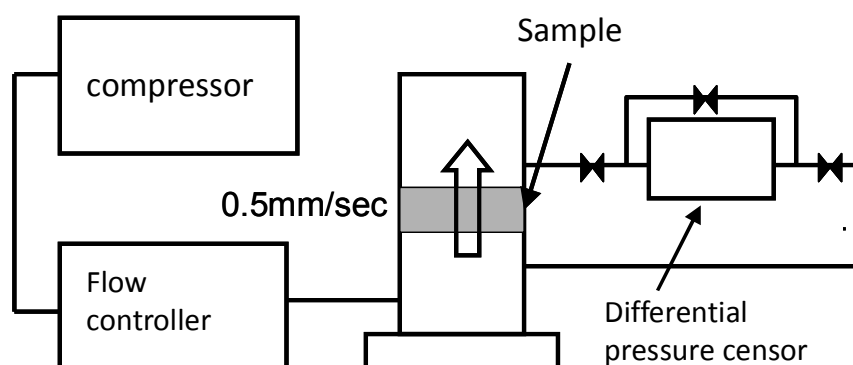 Sample
compressor
0.5mm/sec
Flow
controller
Differential
pressure censor